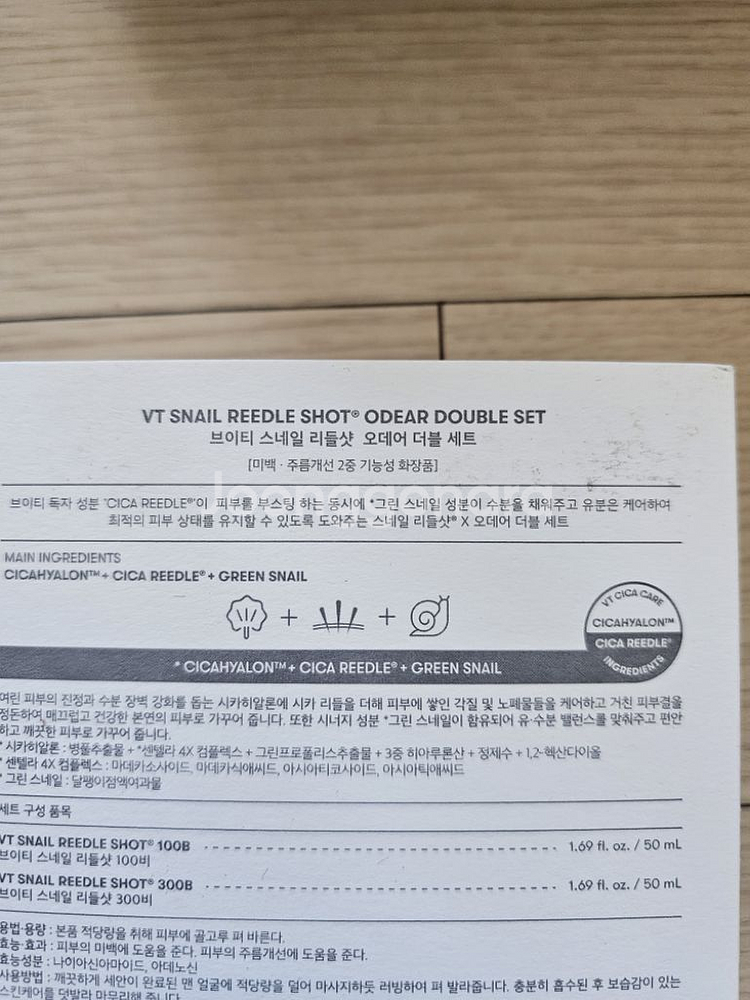 VT SNAIL REEDLE SHOT® ODEAR DOUBLE SET
브이티 스네일 리들샷 오데어 더블 세트
[미백 · 주름개선 2중 기능성 화장품]
브이티 독자 성분 'CICA REEDLE®'이 피부를 부스팅 하는 동시에 *그린 스네일 성분이 수분을 채워주고 유분은 케어하여
최적의 피부 상태를 유지할 수 있도록 도와주는 스네일 리들샷® X 오데어 더블 세트
MAIN INGREDIENTS
CICAHYALON™ + CICA REEDLE® + GREEN SNAIL
+ +
VT CICA CARE
CICAHYALON™
CICA REEDLE®
INGREDIENTS
* CICAHYALON™ + CICA REEDLE® + GREEN SNAIL
여린 피부의 진정과 수분 장벽 강화를 돕는 시카히알론에 시카 리들을 더해 피부에 쌓인 각질 및 노폐물들을 케어하고 거친 피부결을
정돈하여 매끄럽고 건강한 본연의 피부로 가꾸어 줍니다. 또한 시너지 성분 *그린 스네일이 함유되어 유·수분 밸런스를 맞춰주고 편안
하고 깨끗한 피부로 가꾸어 줍니다.
* 시카히알론 : 병풀추출물 + *센텔라 4X 컴플렉스 + 그린프로폴리스추출물 + 3중 히아루론산 + 정제수 + 1,2-헥산다이올
* 센텔라 4X 컴플렉스 : 마데카소사이드, 마데카식애씨드, 아시아티코사이드, 아시아틱애씨드
* 그린 스네일 : 달팽이점액여과물
세트 구성 품목
VT SNAIL REEDLE SHOT® 100B 1.69 fl. oz. / 50 mL
브이티 스네일 리들샷 100비
VT SNAIL REEDLE SHOT® 300B 1.69 fl. oz. / 50 mL
브이티 스네일 리들샷 300비
용법·용량 : 본품 적당량을 취해 피부에 골고루 펴 바른다.
효능·효과 : 피부의 미백에 도움을 준다. 피부의 주름개선에 도움을 준다.
효능성분 : 나이아신아마이드, 아데노신
사용방법 : 깨끗하게 세안이 완료된 맨 얼굴에 적당량을 덜어 마사지하듯 러빙하여 펴 발라줍니다. 충분히 흡수된 후 보습감이 있는
스킨케어를 덧발라 마무리해 줍니다.